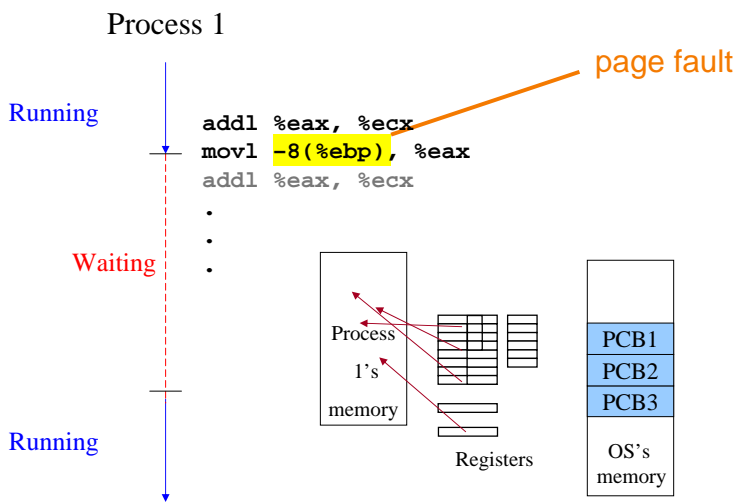 Process 1
page fault
Running
addl %eax, %ecx
movl -8(%ebp), %eax
addl %eax, %ecx
.
.
.
Waiting
Process
1's
memory
PCB1
PCB2
PCB3
Running
Registers
OS's
memory